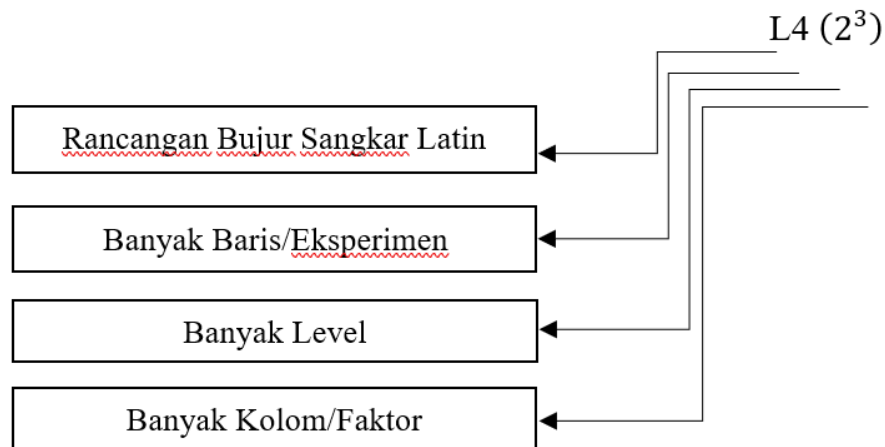 L4 (2³)
Rancangan Bujur Sangkar Latin
Banyak Baris/Eksperimen
Banyak Level
Banyak Kolom/Faktor